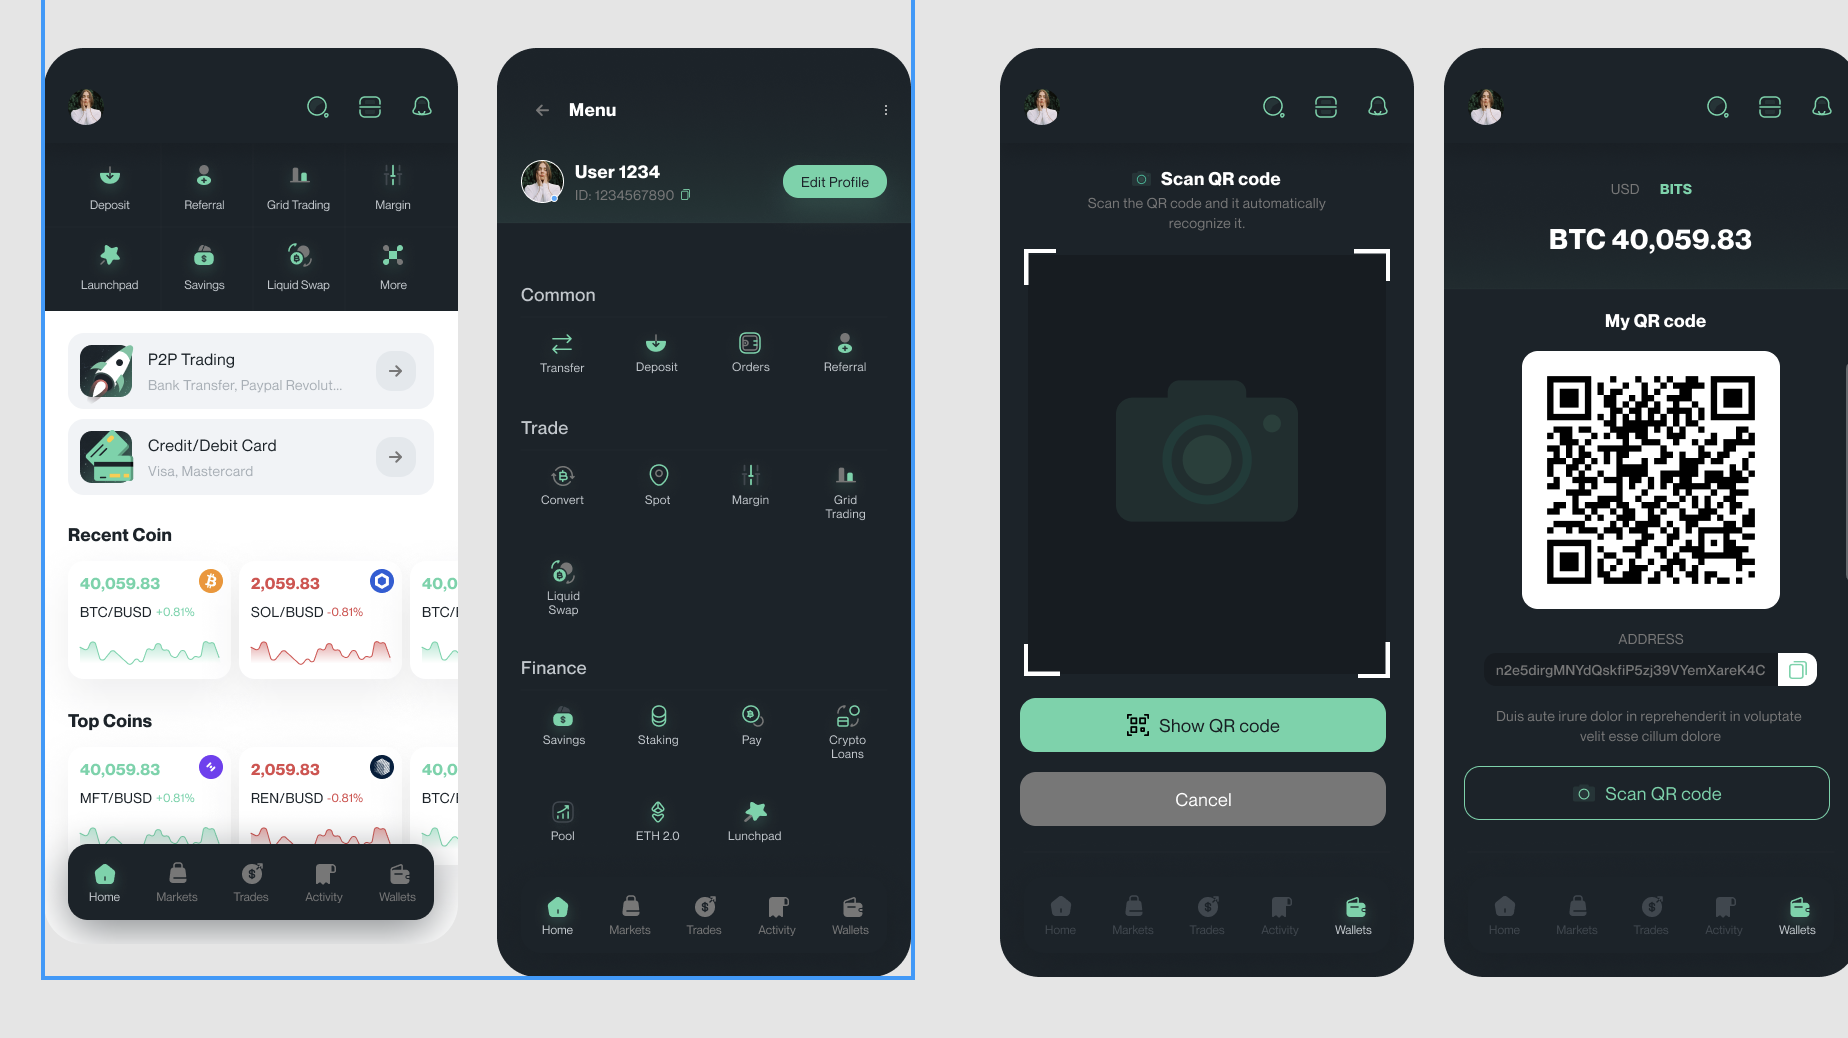 Deposit
Referral
Grid Trading
Margin
Launchpad
Savings
Liquid Swap
More
P2P Trading
Bank Transfer, Paypal Revolut...
Credit/Debit Card
Visa, Mastercard
Recent Coin
40,059.83
BTC/BUSD +0.81%
2,059.83
SOL/BUSD -0.81%
40,0
BTC/
Top Coins
40,059.83
MFT/BUSD +0.81%
2,059.83
REN/BUSD -0.81%
40,0
BTC/
Home
Markets
Trades
Activity
Wallets
Menu
User 1234
ID: 1234567890
Edit Profile
Common
Transfer
Deposit
Orders
Referral
Trade
Convert
Spot
Margin
Grid
Trading
Liquid
Swap
Finance
Savings
Staking
Pay
Crypto
Loans
Pool
ETH 2.0
Lunchpad
Home
Markets
Trades
Activity
Wallets
Scan QR code
Scan the QR code and it automatically
recognize it.
Show QR code
Cancel
Home
Markets
Trades
Activity
Wallets
USD BITS
BTC 40,059.83
My QR code
ADDRESS
n2e5dirgMNYdQskfiP5zj39VYemXareK4C
Duis aute irure dolor in reprehenderit in voluptate
velit esse cillum dolore
Scan QR code
Home
Markets
Trades
Activity
Wallets